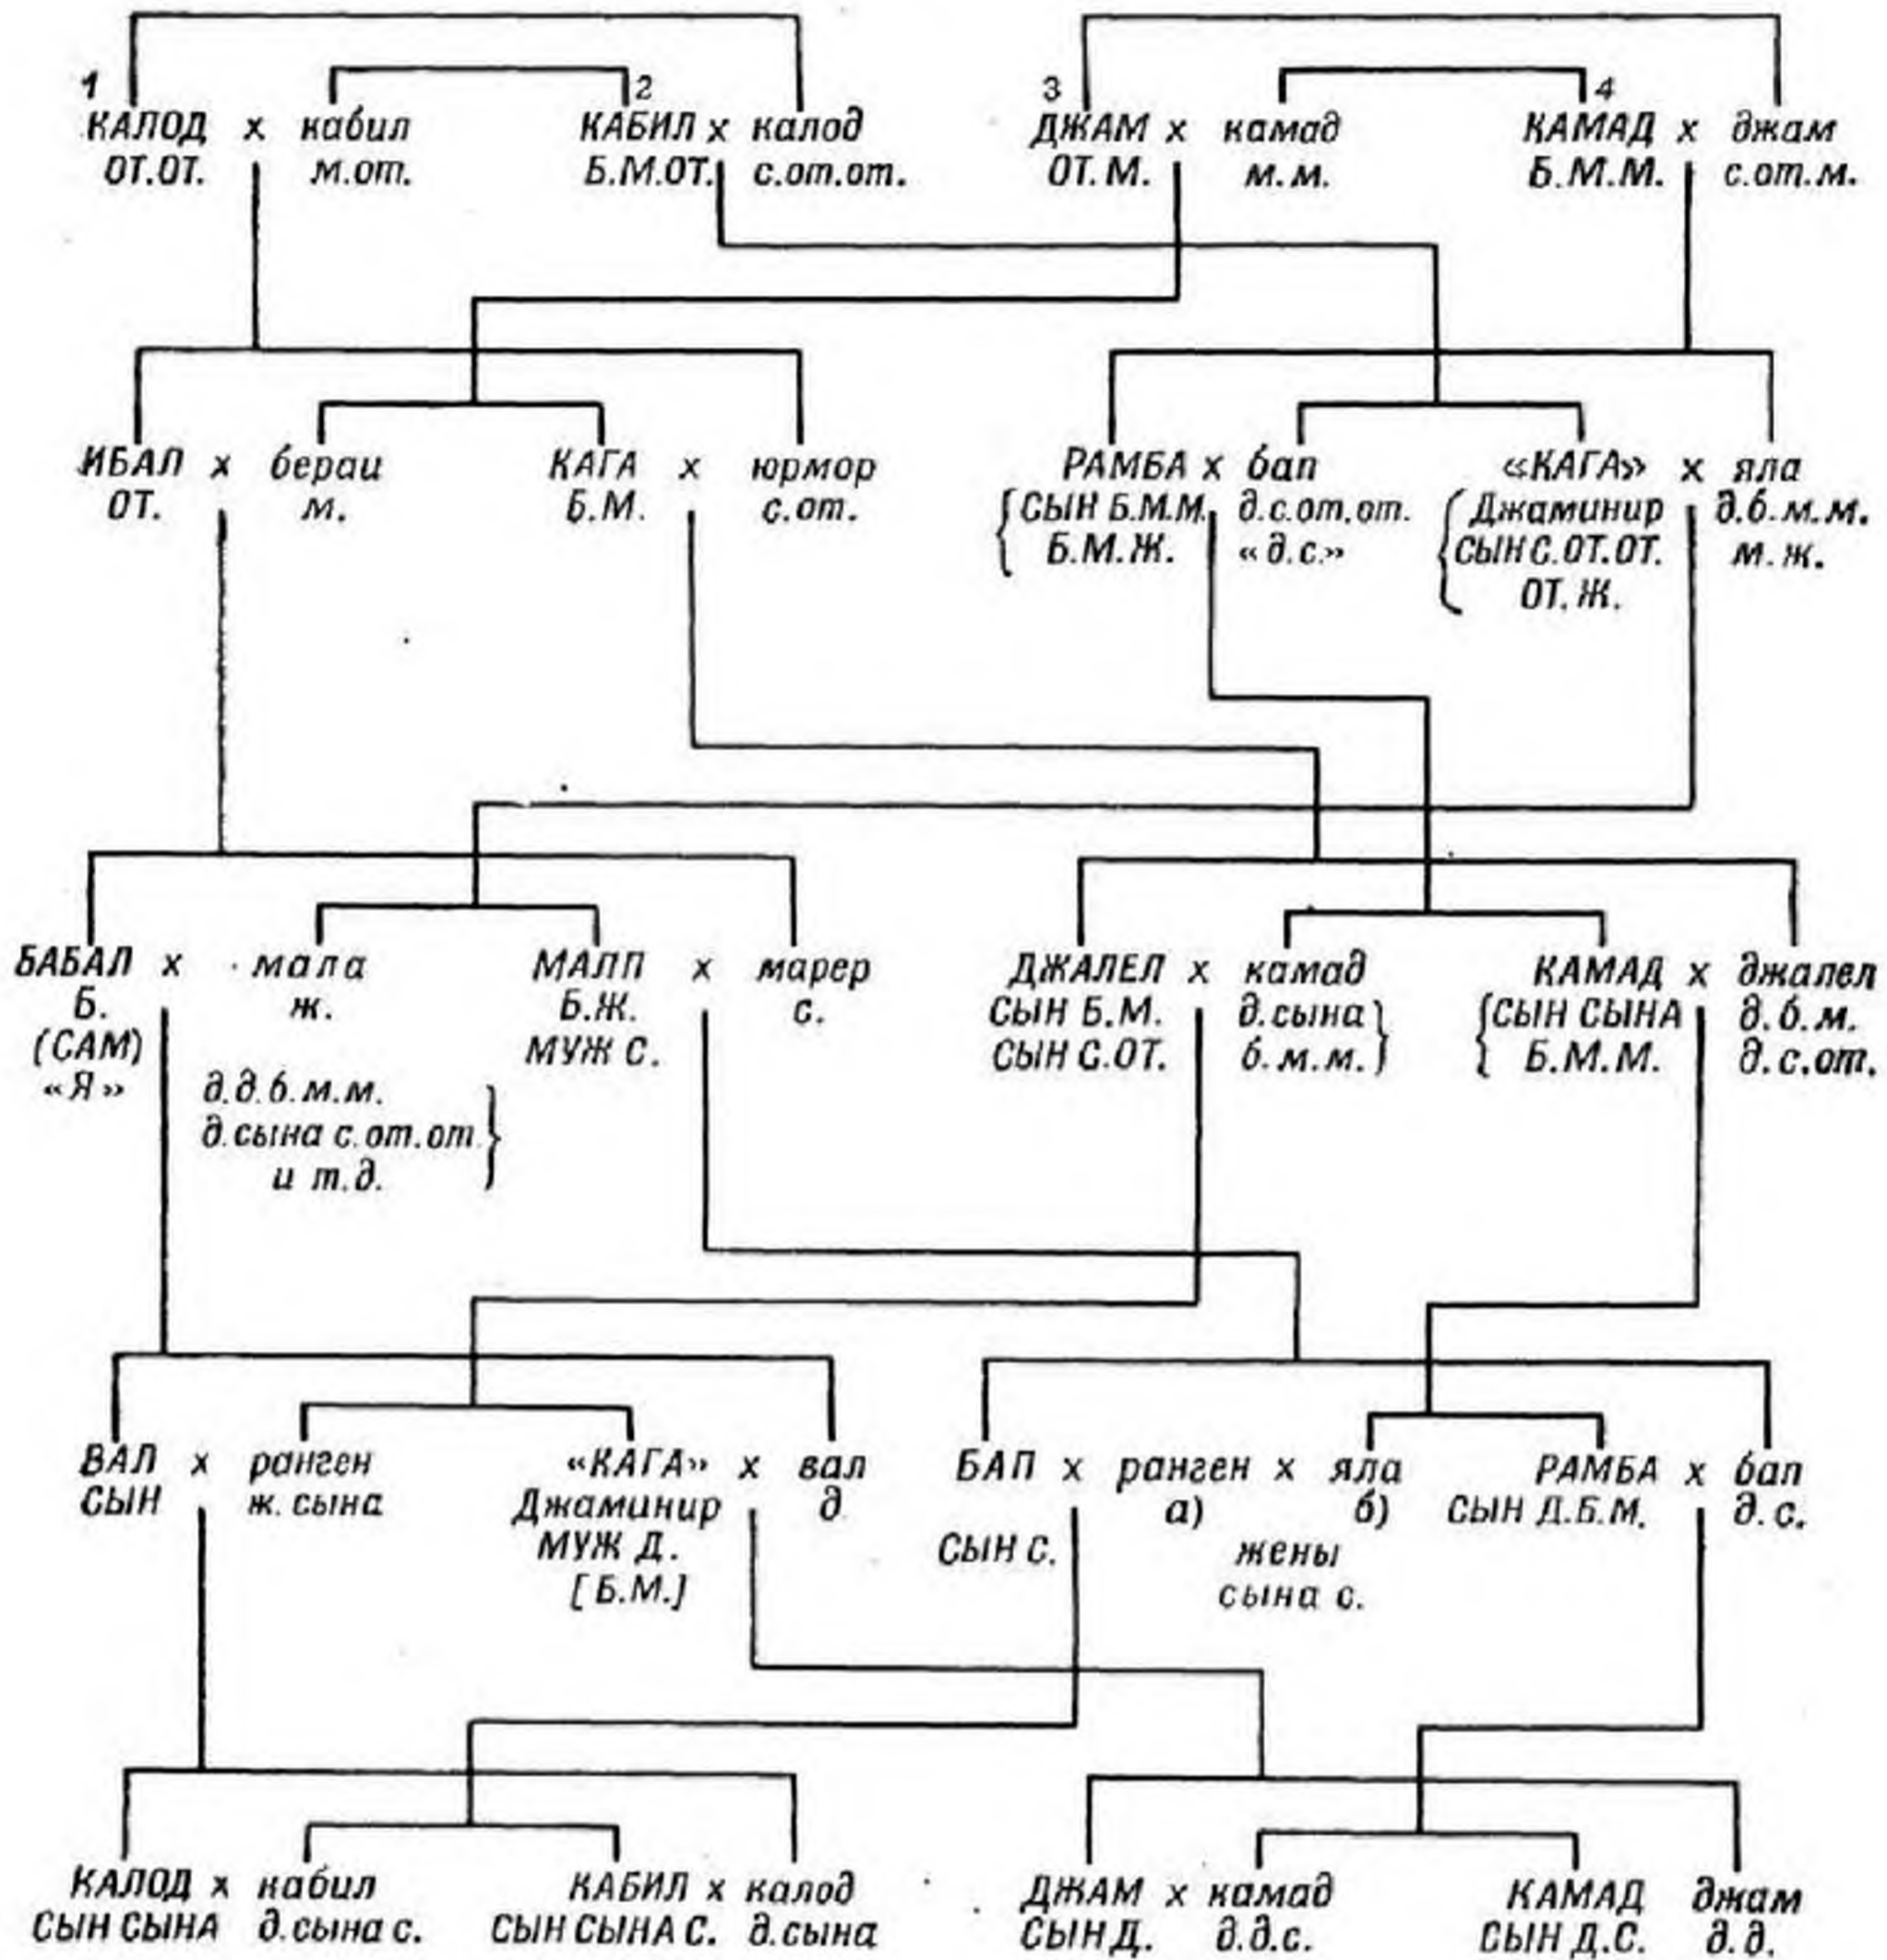 1 2 3 4
КАЛОД x кабил КАБИЛ x калод ДЖАМ x камад КАМАД x джам
ОТ.ОТ. м.от. Б.М.ОТ. с.от.от. ОТ.М. м.м. Б.М.М. с.от.м.
ИБАЛ x бераи КАГА x юрмор РАМБА x бап «КАГА» x яла
ОТ. м. Б.М. с.от. {СЫН Б.М.М. д.с.от.от. {Джаминир д.б.м.м.
Б.М.Ж. «д.с.» СЫН С.ОТ.ОТ. м.ж.
ОТ.Ж.
БАБАЛ x мала МАЛП x марер ДЖАЛЕЛ x камад КАМАД x джалел
Б. ж. Б.Ж. с. СЫН Б.М. д.сына} {СЫН СЫНА д.б.м.
(САМ) МУЖ С. СЫН С.ОТ. б.м.м.} Б.М.М. д.с.от.
«Я» д.д.б.м.м.
д.сына с.от.от }
и т.д.
ВАЛ x ранген «КАГА» x вал БАП x ранген x яла РАМБА x бап
СЫН ж.сына Джаминир д. а) б) СЫН Д.Б.М. д.с.
МУЖ Д. СЫН С. жены
[Б.М.] сына с.
КАЛОД x кабил КАБИЛ x калод ДЖАМ x камад КАМАД джам
СЫН СЫНА д.сына с. СЫН СЫНА С. д.сына СЫН Д. д.д.с. СЫН Д.С. д.д.